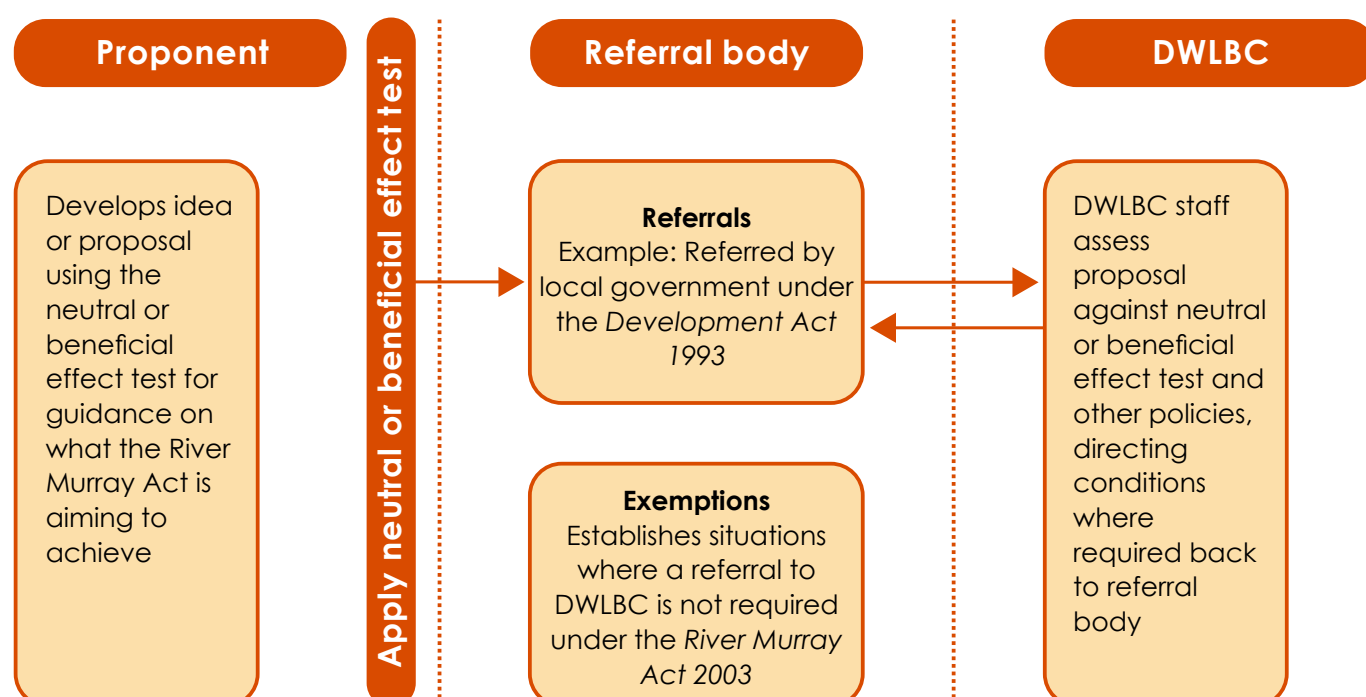 Proponent
Apply neutral or beneficial effect test
Referral body
DWLBC
Develops idea
or proposal
using the
neutral or
beneficial
effect test for
guidance on
what the River
Murray Act is
aiming to
achieve
Referrals
Example: Referred by
local government under
the Development Act
1993
Exemptions
Establishes situations
where a referral to
DWLBC is not required
under the River Murray
Act 2003
DWLBC staff
assess
proposal
against neutral
or beneficial
effect test and
other policies,
directing
conditions
where
required back
to referral
body